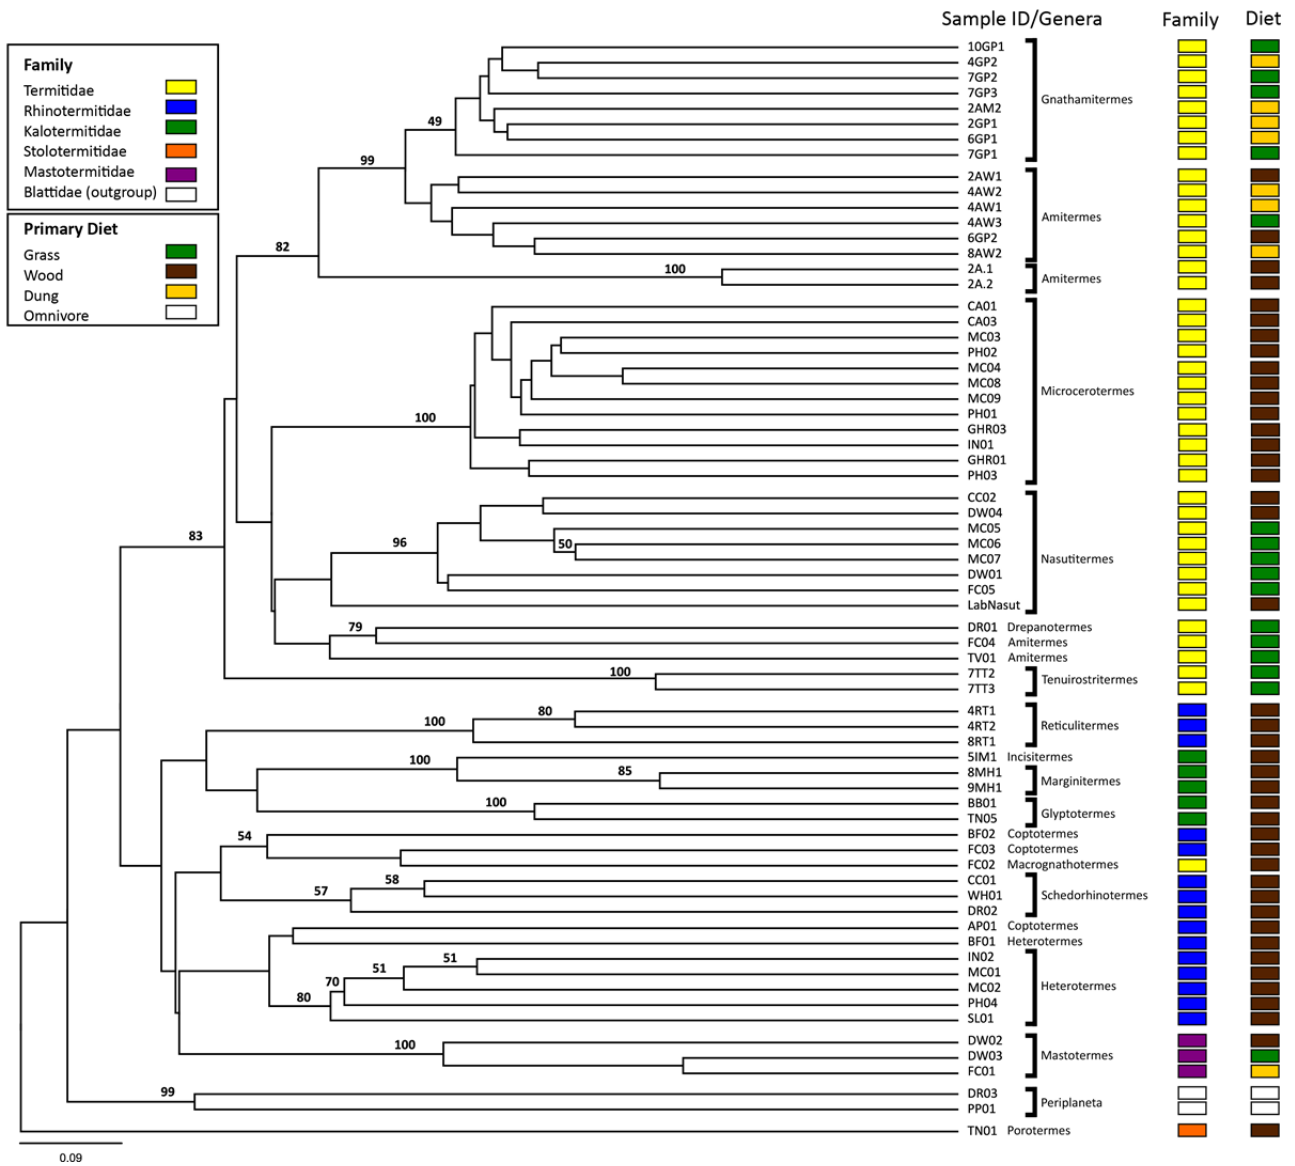 Sample ID/Genera Family Diet
Family
Termitidae
Rhinotermitidae
Kalotermitidae
Stolotermitidae
Mastotermitidae
Blattidae (outgroup)
Primary Diet
Grass
Wood
Dung
Omnivore
10GP1
4GP2
7GP2
7GP3
Gnathamitermes
2AM2
49
2GP1
6GP1
7GP1
99
2AW1
4AW2
4AW1
Amitermes
4AW3
6GP2
82
8AW2
100
2A.1
Amitermes
2A.2
CA01
CA03
MC03
PH02
MC04
MC08
Microcerotermes
MC09
PH01
100
GHR03
IN01
GHR01
PH03
CC02
DW04
MC05
83
96
50
MC06
MC07
Nasutitermes
DW01
FC05
LabNasut
79
DR01 Drepanotermes
FC04 Amitermes
TV01 Amitermes
100
7TT2
Tenuirostritermes
7TT3
80
4RT1
100
4RT2
Reticulitermes
8RT1
100
5IM1 Incisitermes
85
8MH1
Marginitermes
9MH1
100
BB01
Glyptotermes
TN05
54
BF02 Coptotermes
FC03 Coptotermes
FC02 Macrognathotermes
58
CC01
57
WH01
Schedorhinotermes
DR02
AP01 Coptotermes
BF01 Heterotermes
51
IN02
51
MC01
70
Heterotermes
MC02
80
PH04
SL01
100
DW02
DW03
Mastotermes
FC01
99
DR03
Periplaneta
PP01
TN01 Porotermes
0.09